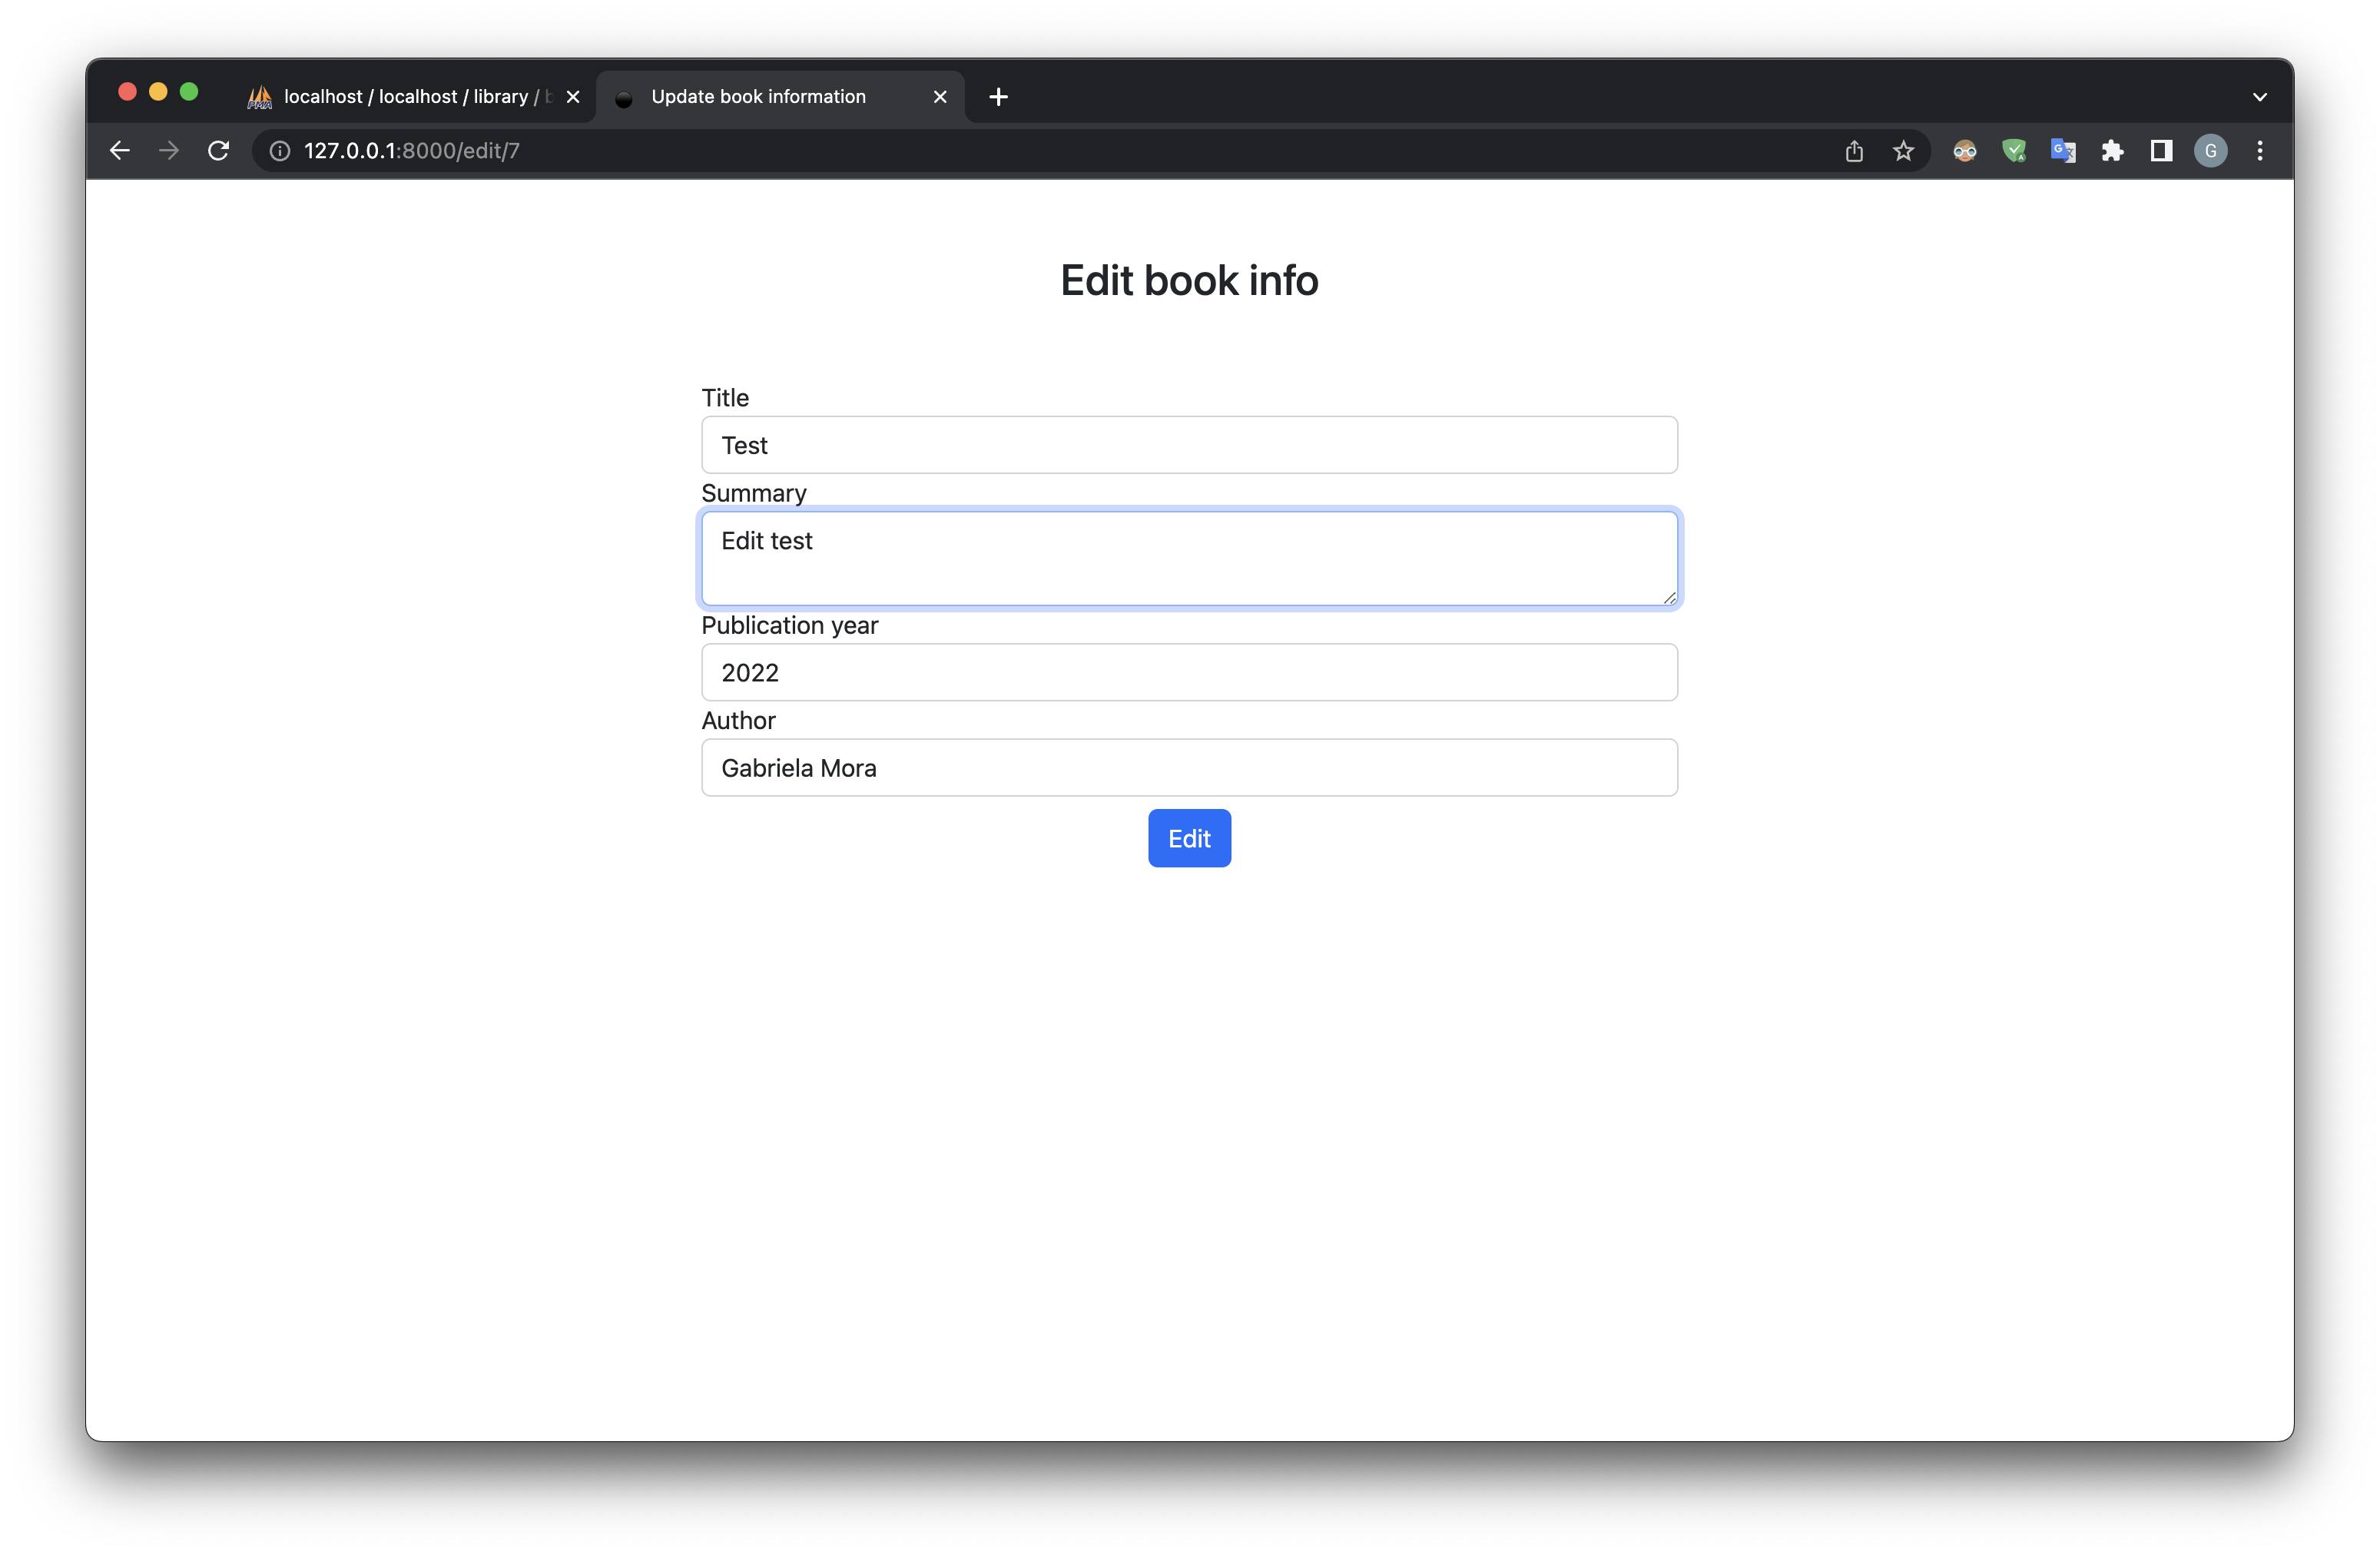 localhost / localhost / library / b
Update book information
127.0.0.1:8000/edit/7
G
Edit book info
Title
Test
Summary
Edit test
Publication year
2022
Author
Gabriela Mora
Edit